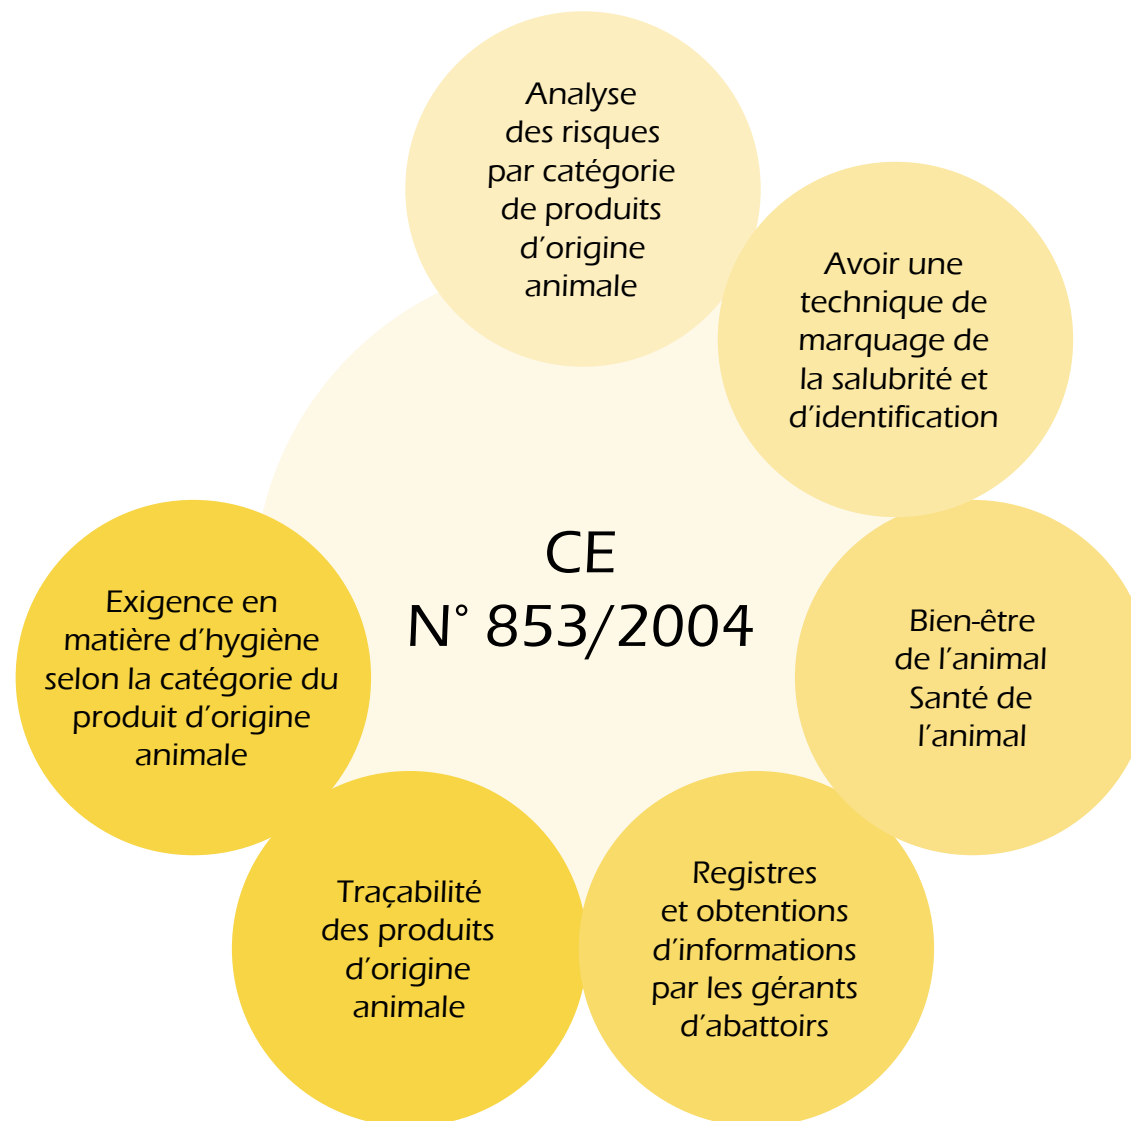 Analyse
des risques
par catégorie
de produits
d'origine
animale
Avoir une
technique de
marquage de
la salubrité et
d'identification
CE
N° 853/2004
Bien-être
de l'animal
Santé de
l'animal
Exigence en
matière d'hygiène
selon la catégorie du
produit d'origine
animale
Traçabilité
des produits
d'origine
animale
Registres
et obtentions
d'informations
par les gérants
d'abattoirs